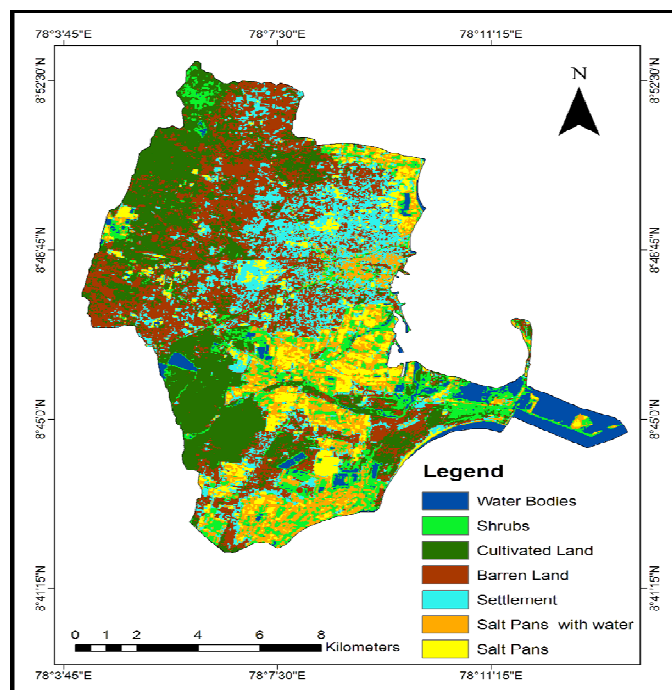 78°3'45"E 78°7'30"E 78°11'15"E
8°52'30"N 8°52'30"N
N
8°48'45"N 8°48'45"N
8°45'0"N 8°45'0"N
Legend
Water Bodies
Shrubs
Cultivated Land
Barren Land
Settlement
Salt Pans with water
Salt Pans
8°41'15"N 8°41'15"N
0 1 2 4 6 8
Kilometers
78°3'45"E 78°7'30"E 78°11'15"E